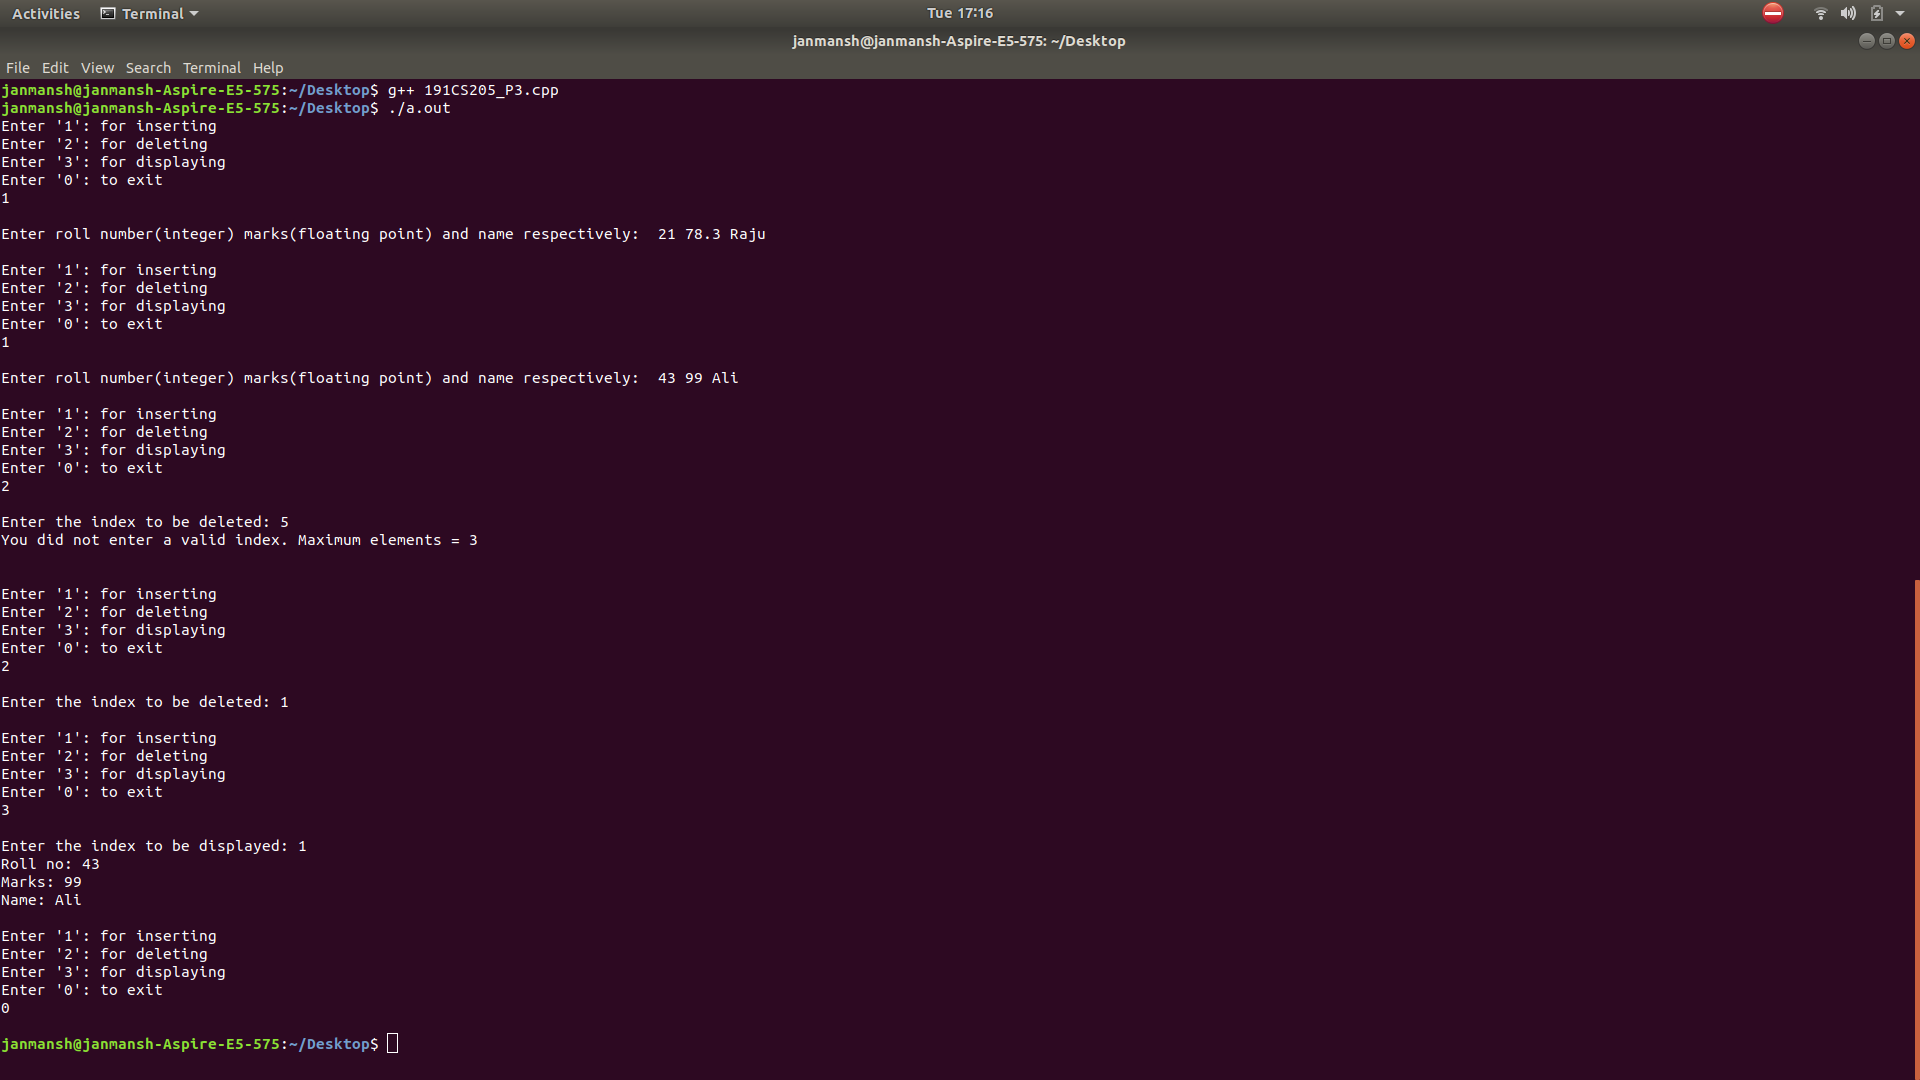 Activities Terminal Tue 17:16
janmansh@janmansh-Aspire-E5-575: ~/Desktop
File Edit View Search Terminal Help
janmansh@janmansh-Aspire-E5-575:~/Desktop$ g++ 191CS205_P3.cpp
janmansh@janmansh-Aspire-E5-575:~/Desktop$ ./a.out
Enter '1': for inserting
Enter '2': for deleting
Enter '3': for displaying
Enter '0': to exit
1
Enter roll number(integer) marks(floating point) and name respectively:  21 78.3 Raju
Enter '1': for inserting
Enter '2': for deleting
Enter '3': for displaying
Enter '0': to exit
1
Enter roll number(integer) marks(floating point) and name respectively:  43 99 Ali
Enter '1': for inserting
Enter '2': for deleting
Enter '3': for displaying
Enter '0': to exit
2
Enter the index to be deleted: 5
You did not enter a valid index. Maximum elements = 3
Enter '1': for inserting
Enter '2': for deleting
Enter '3': for displaying
Enter '0': to exit
2
Enter the index to be deleted: 1
Enter '1': for inserting
Enter '2': for deleting
Enter '3': for displaying
Enter '0': to exit
3
Enter the index to be displayed: 1
Roll no: 43
Marks: 99
Name: Ali
Enter '1': for inserting
Enter '2': for deleting
Enter '3': for displaying
Enter '0': to exit
0
janmansh@janmansh-Aspire-E5-575:~/Desktop$